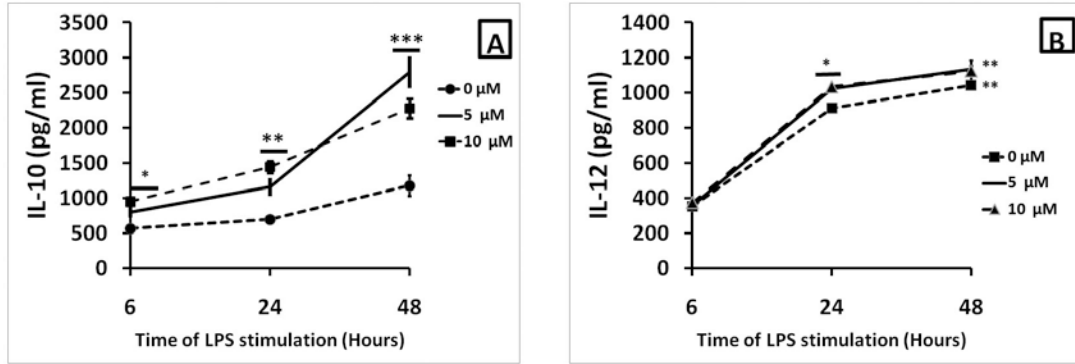 A
IL-10 (pg/ml)
3500
3000
2500
2000
1500
1000
500
0
*
**
***
0 µM
5 µM
10 µM
6
24
48
Time of LPS stimulation (Hours)
B
IL-12 (pg/ml)
1400
1200
1000
800
600
400
200
0
*
**
**
0 µM
5 µM
10 µM
6
24
48
Time of LPS stimulation (Hours)